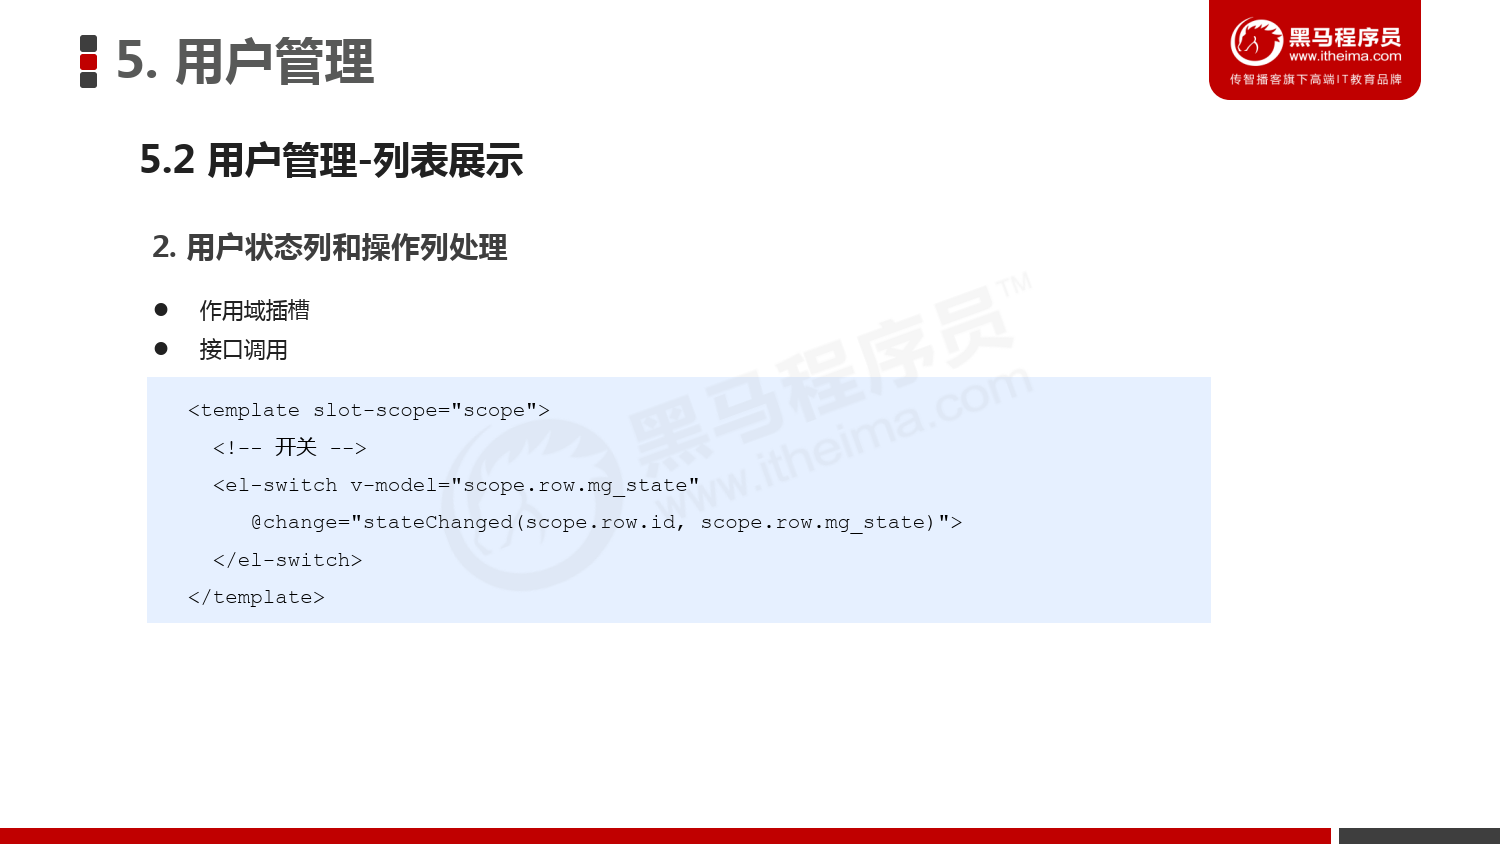 5. 用户管理
黑马程序员
www.itheima.com
传智播客旗下高端IT教育品牌
5.2 用户管理-列表展示
2. 用户状态列和操作列处理
● 作用域插槽
● 接口调用
<template slot-scope="scope">
  <!-- 开关 -->
  <el-switch v-model="scope.row.mg_state"
     @change="stateChanged(scope.row.id, scope.row.mg_state)">
  </el-switch>
</template>
黑马程序员™
www.itheima.com